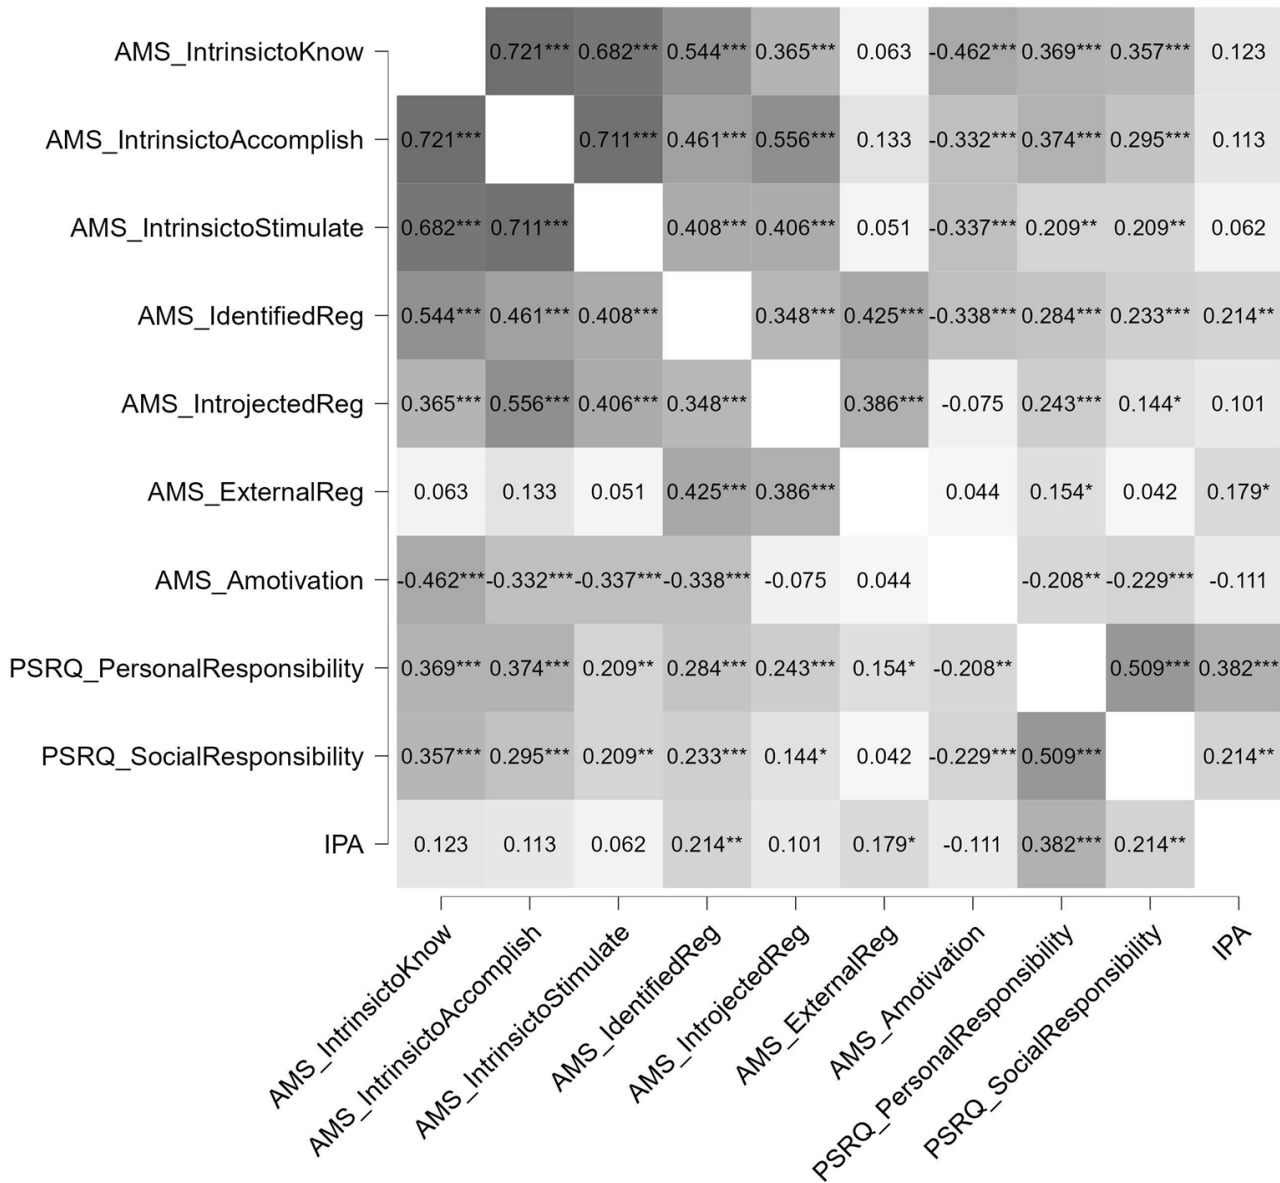 AMS_IntrinsictoKnow 0.721*** 0.682*** 0.544*** 0.365*** 0.063 -0.462*** 0.369*** 0.357*** 0.123
AMS_IntrinsictoAccomplish 0.721*** 0.711*** 0.461*** 0.556*** 0.133 -0.332*** 0.374*** 0.295*** 0.113
AMS_IntrinsictoStimulate 0.682*** 0.711*** 0.408*** 0.406*** 0.051 -0.337*** 0.209** 0.209** 0.062
AMS_IdentifiedReg 0.544*** 0.461*** 0.408*** 0.348*** 0.425*** -0.338*** 0.284*** 0.233*** 0.214**
AMS_IntrojectedReg 0.365*** 0.556*** 0.406*** 0.348*** 0.386*** -0.075 0.243*** 0.144* 0.101
AMS_ExternalReg 0.063 0.133 0.051 0.425*** 0.386*** 0.044 0.154* 0.042 0.179*
AMS_Amotivation -0.462*** -0.332*** -0.337*** -0.338*** -0.075 0.044 -0.208** -0.229*** -0.111
PSRQ_PersonalResponsibility 0.369*** 0.374*** 0.209** 0.284*** 0.243*** 0.154* -0.208** 0.509*** 0.382***
PSRQ_SocialResponsibility 0.357*** 0.295*** 0.209** 0.233*** 0.144* 0.042 -0.229*** 0.509*** 0.214**
IPA 0.123 0.113 0.062 0.214** 0.101 0.179* -0.111 0.382*** 0.214**
AMS_IntrinsictoKnow
AMS_IntrinsictoAccomplish
AMS_IntrinsictoStimulate
AMS_IdentifiedReg
AMS_IntrojectedReg
AMS_ExternalReg
AMS_Amotivation
PSRQ_PersonalResponsibility
PSRQ_SocialResponsibility
IPA